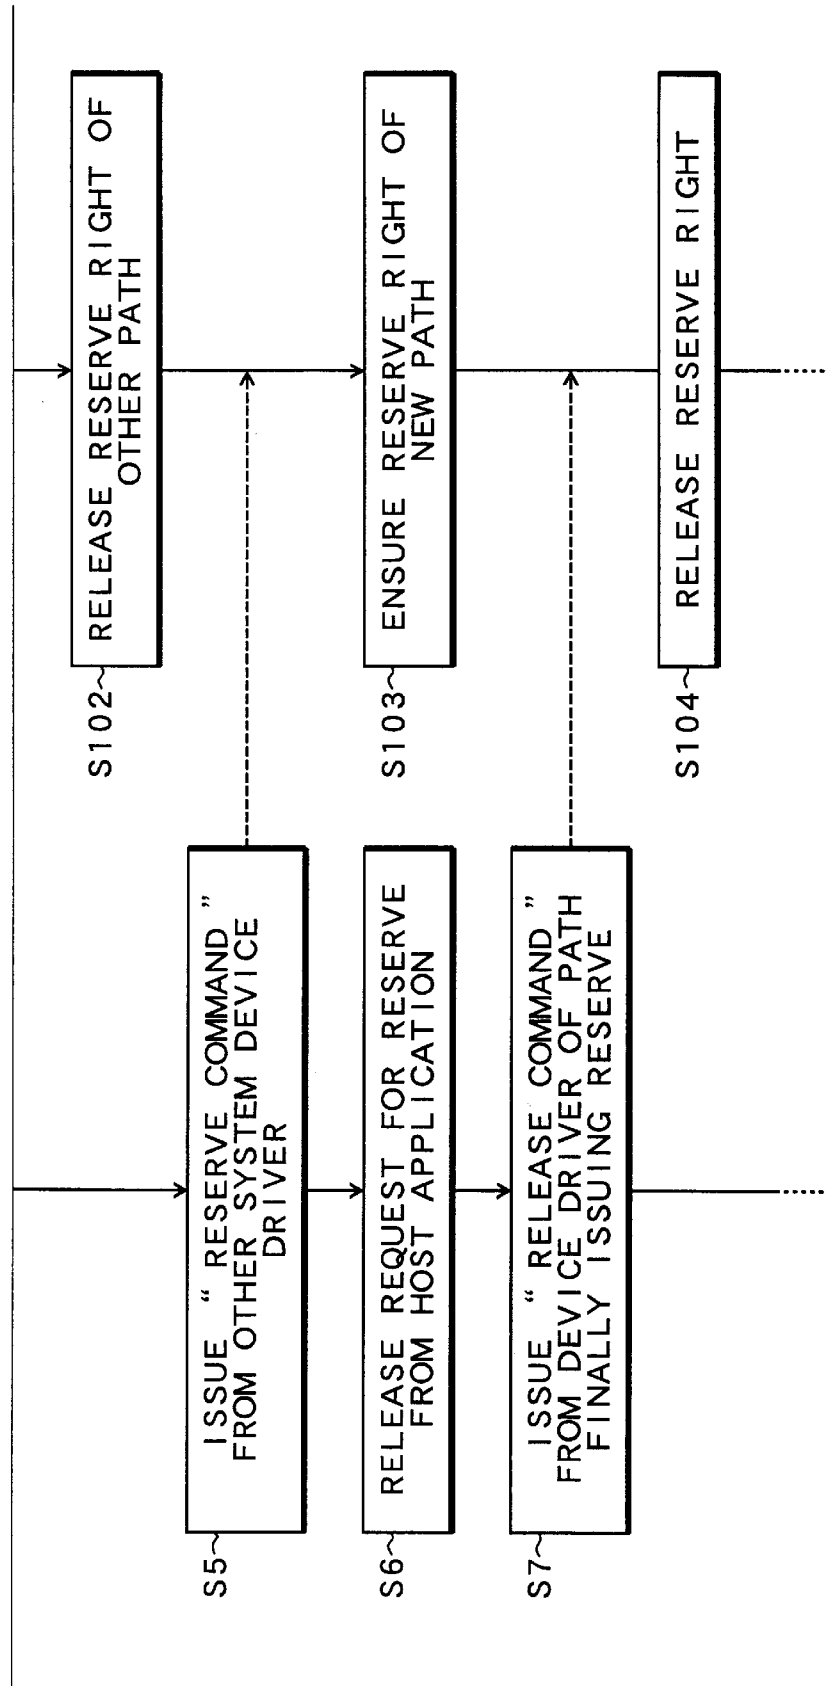 S5
ISSUE “ RESERVE COMMAND ”
FROM OTHER SYSTEM DEVICE
DRIVER
S6
RELEASE REQUEST FOR RESERVE
FROM HOST APPLICATION
S7
ISSUE “ RELEASE COMMAND ”
FROM DEVICE DRIVER OF PATH
FINALLY ISSUING RESERVE
S102
RELEASE RESERVE RIGHT OF
OTHER PATH
S103
ENSURE RESERVE RIGHT OF
NEW PATH
S104
RELEASE RESERVE RIGHT